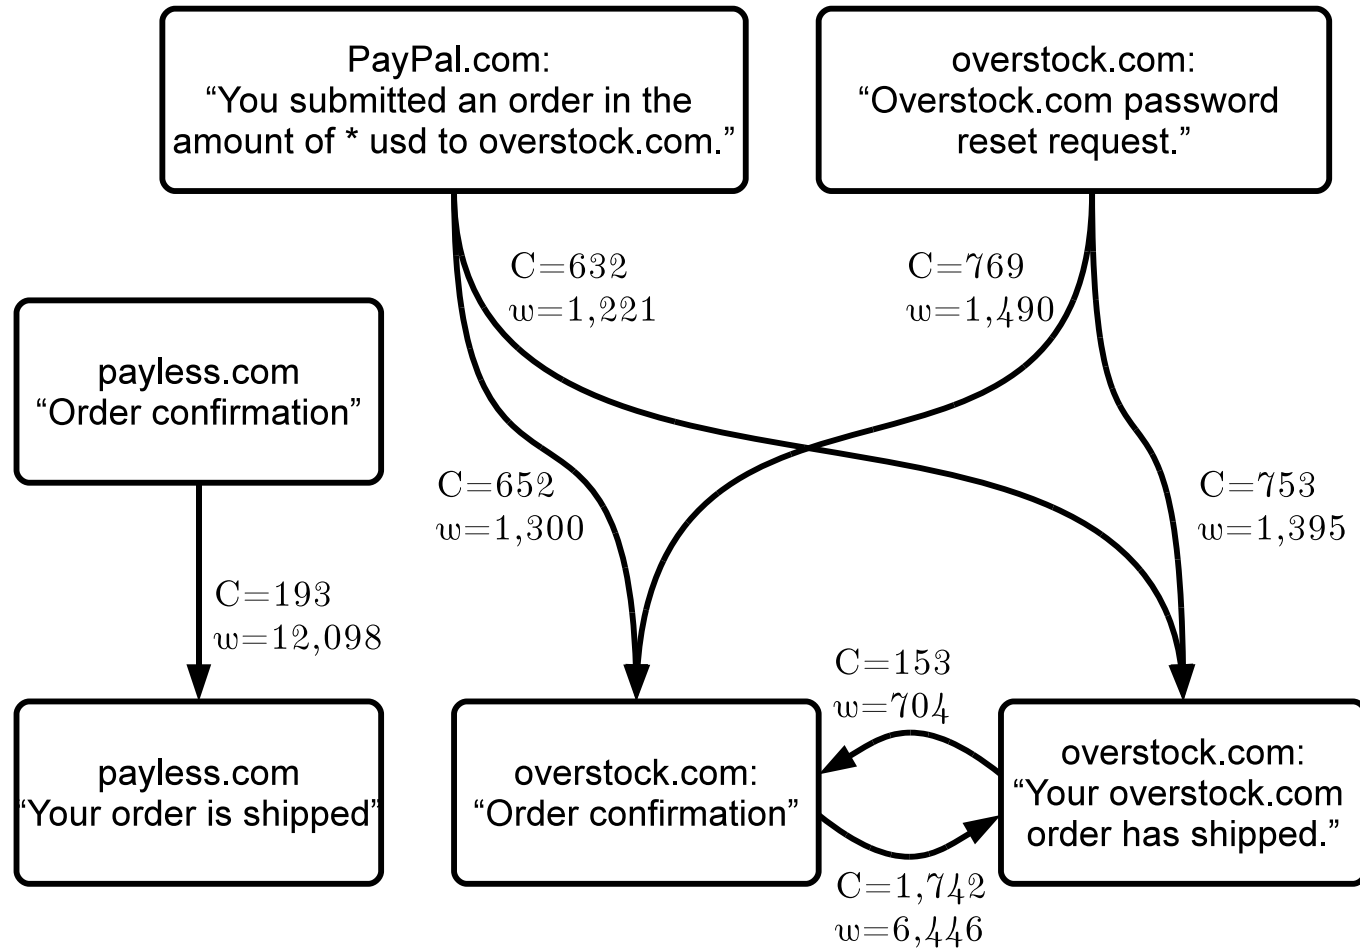 PayPal.com:
“You submitted an order in the
amount of * usd to overstock.com.”
overstock.com:
“Overstock.com password
reset request.”
C=632
w=1,221
C=769
w=1,490
payless.com
“Order confirmation”
C=652
w=1,300
C=753
w=1,395
C=193
w=12,098
C=153
w=704
payless.com
“Your order is shipped”
overstock.com:
“Order confirmation”
overstock.com:
“Your overstock.com
order has shipped.”
C=1,742
w=6,446